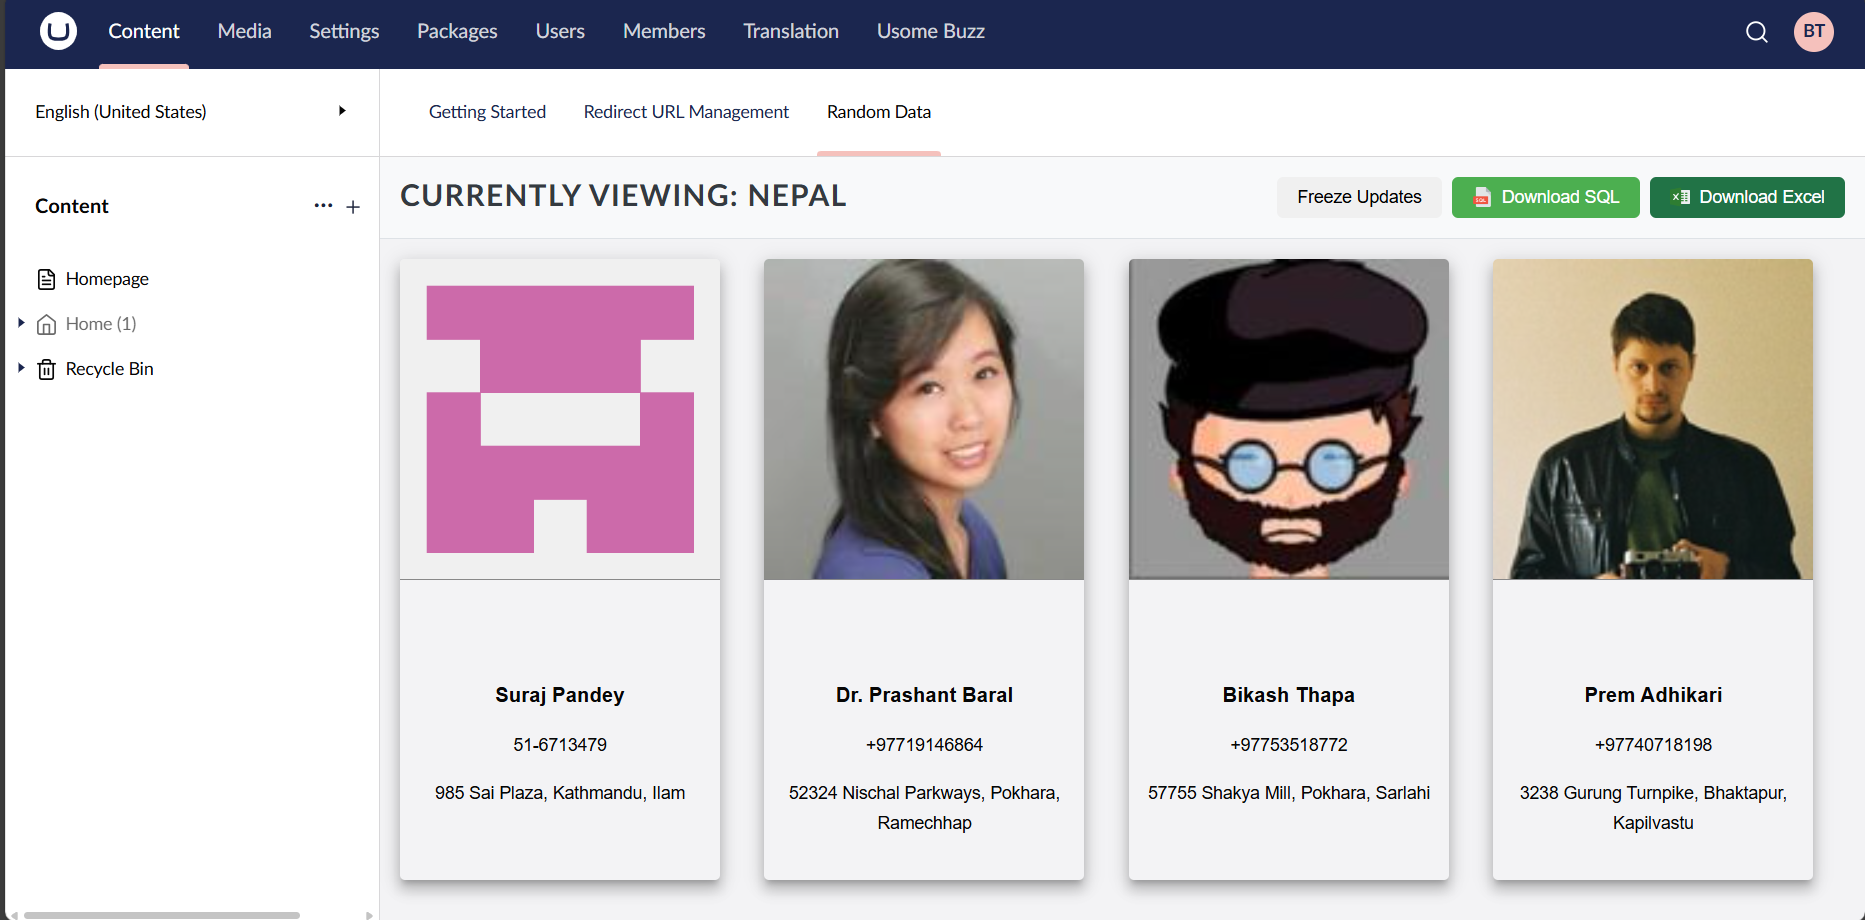 Content Media Settings Packages Users Members Translation Usome Buzz BT
English (United States)
Getting Started Redirect URL Management Random Data
Content
CURRENTLY VIEWING: NEPAL
Freeze Updates Download SQL Download Excel
Homepage
Home (1)
Recycle Bin
Suraj Pandey
51-6713479
985 Sai Plaza, Kathmandu, Ilam
Dr. Prashant Baral
+97719146864
52324 Nischal Parkways, Pokhara,
Ramechhap
Bikash Thapa
+97753518772
57755 Shakya Mill, Pokhara, Sarlahi
Prem Adhikari
+97740718198
3238 Gurung Turnpike, Bhaktapur,
Kapilvastu